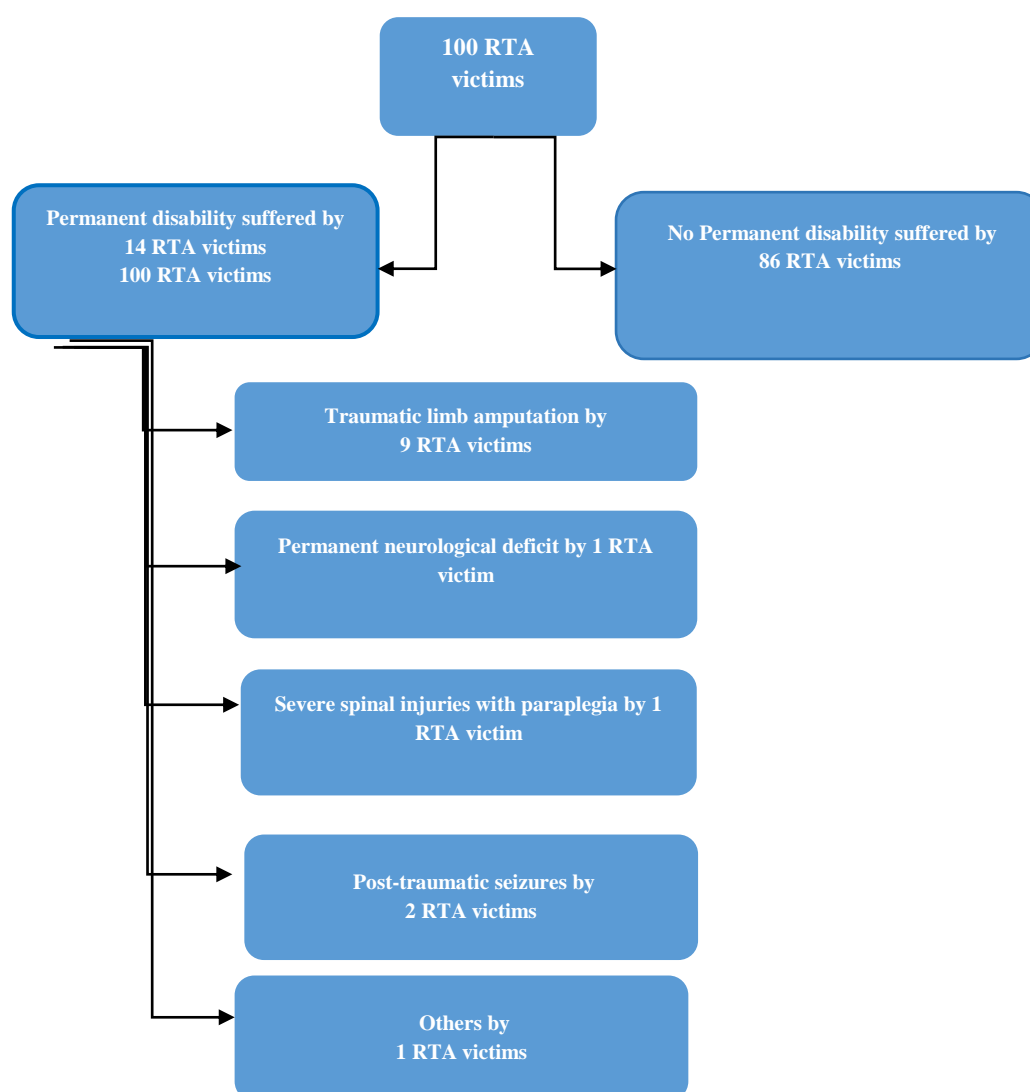 100 RTA
victims
Permanent disability suffered by
14 RTA victims
100 RTA victims
No Permanent disability suffered by
86 RTA victims
Traumatic limb amputation by
9 RTA victims
Permanent neurological deficit by 1 RTA
victim
Severe spinal injuries with paraplegia by 1
RTA victim
Post-traumatic seizures by
2 RTA victims
Others by
1 RTA victims